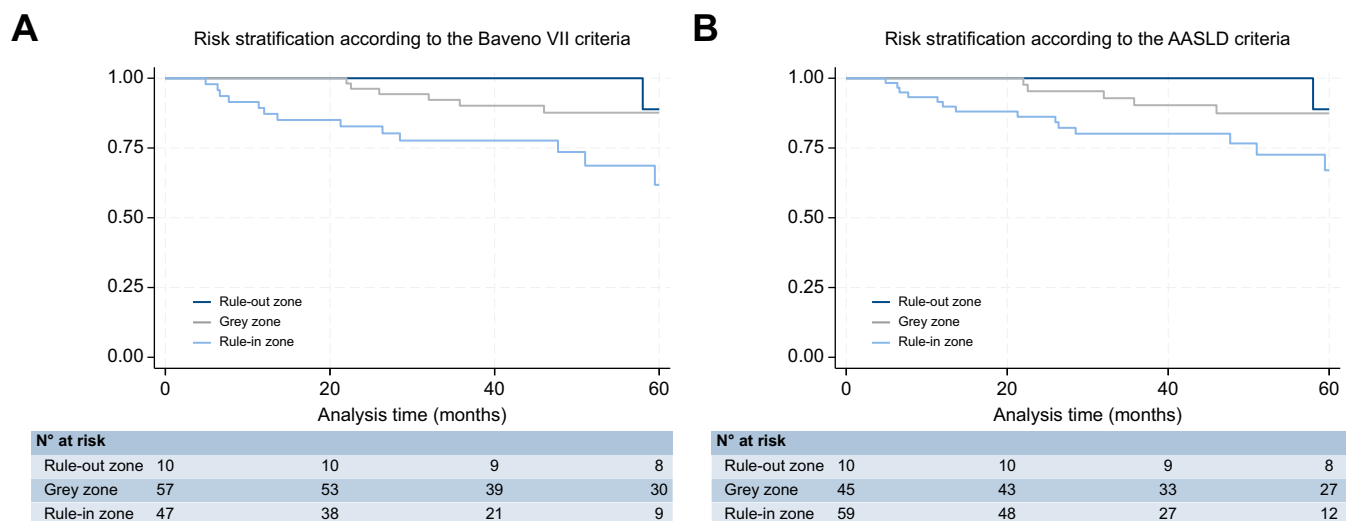 A
Risk stratification according to the Baveno VII criteria
1.00
0.75
0.50
0.25
0.00
Rule-out zone
Grey zone
Rule-in zone
0 20 40 60
Analysis time (months)
N° at risk
Rule-out zone 10 10 9 8
Grey zone 57 53 39 30
Rule-in zone 47 38 21 9
B
Risk stratification according to the AASLD criteria
1.00
0.75
0.50
0.25
0.00
Rule-out zone
Grey zone
Rule-in zone
0 20 40 60
Analysis time (months)
N° at risk
Rule-out zone 10 10 9 8
Grey zone 45 43 33 27
Rule-in zone 59 48 27 12